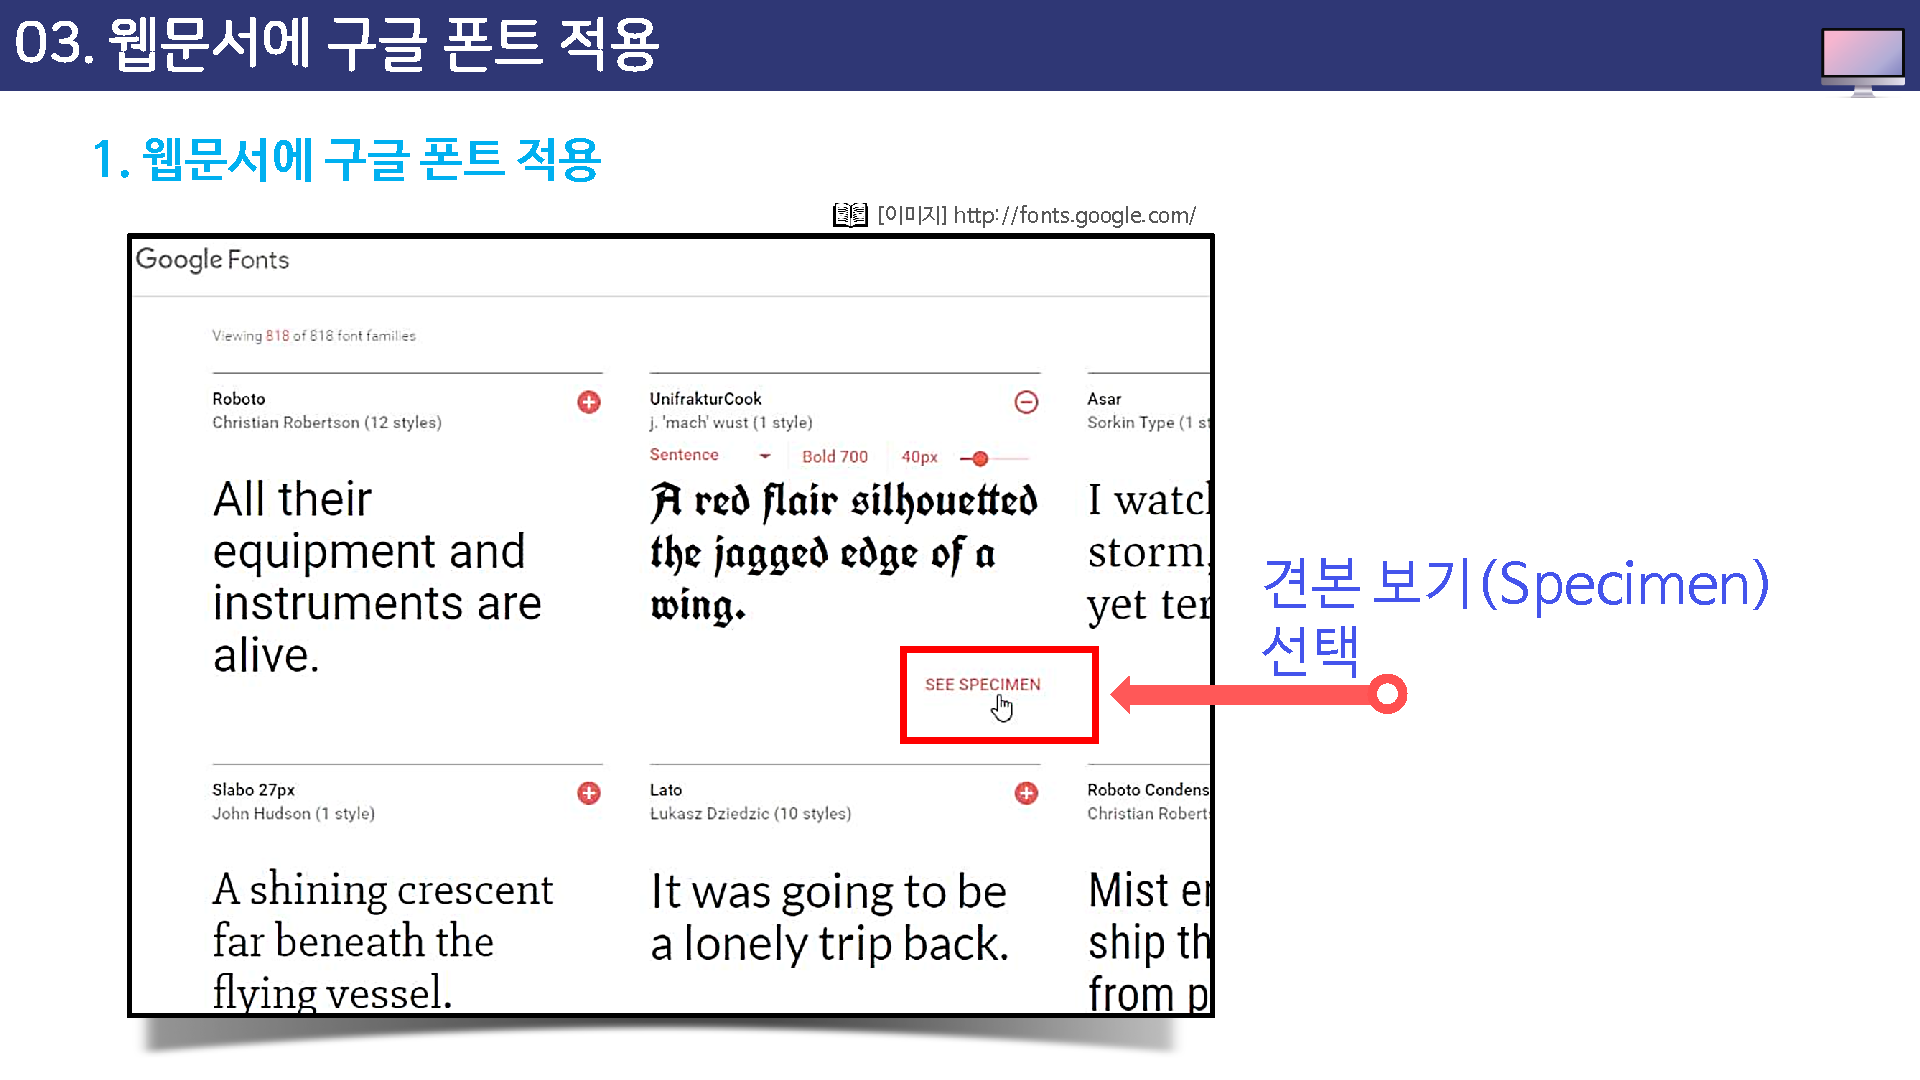 03. 웹문서에 구글 폰트 적용
1. 웹문서에 구글 폰트 적용
[이미지] http://fonts.google.com/
Google Fonts
Viewing 818 of 818 font families
Roboto
Christian Robertson (12 styles)
All their
equipment and
instruments are
alive.
UnifrakturCook
j. 'mach' wust (1 style)
Sentence Bold 700 40px
A red flair silhouetted
the jagged edge of a
wing.
SEE SPECIMEN
Asar
Sorkin Type (1 st
I watch
storm,
yet ter
견본 보기(Specimen)
선택
Slabo 27px
John Hudson (1 style)
A shining crescent
far beneath the
flying vessel.
Lato
Łukasz Dziedzic (10 styles)
It was going to be
a lonely trip back.
Roboto Condens
Christian Robert
Mist en
ship th
from p